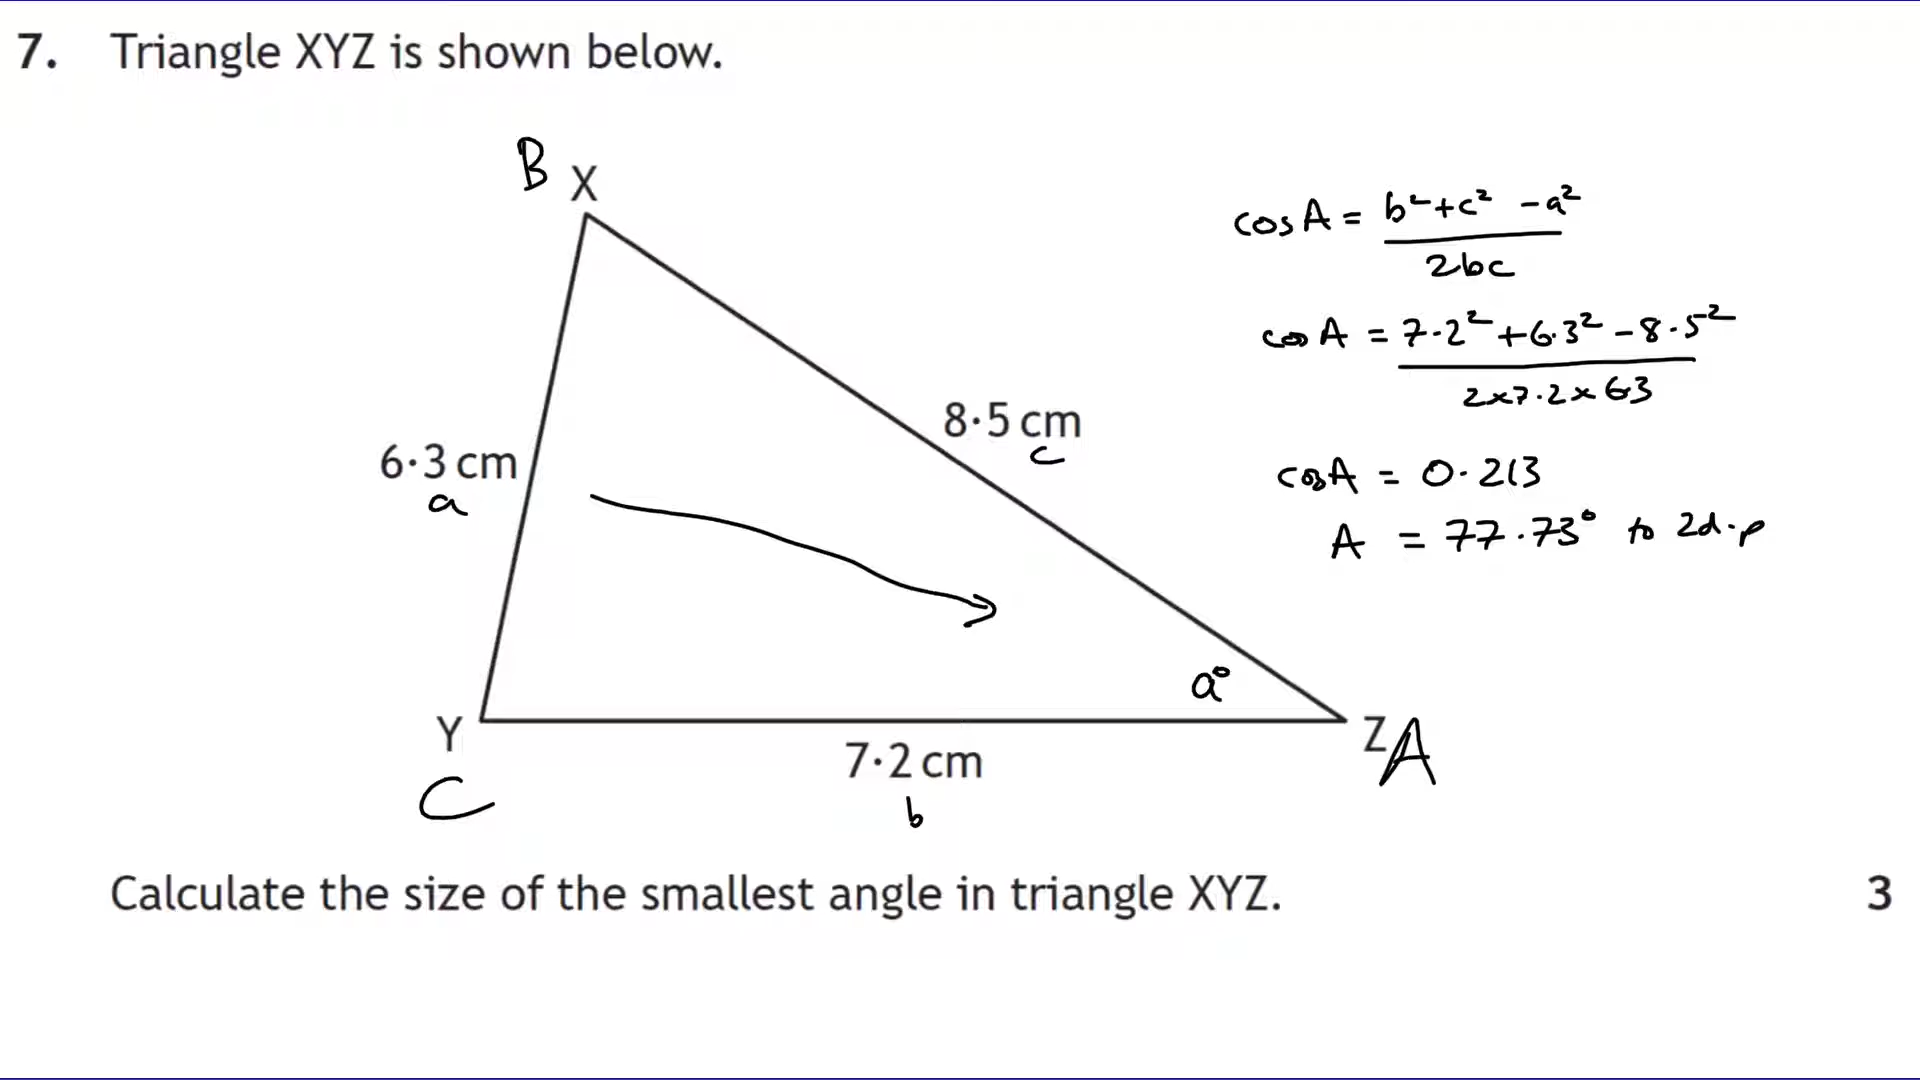 7. Triangle XYZ is shown below.
B X
cos A = b² + c² - a²
2bc
cos A = 7·2² + 6·3² - 8·5²
2×7·2×6·3
8·5 cm
c
6·3 cm
a
cos A = 0·213
A = 77·73° to 2d·p
a°
Y
Z A
7·2 cm
C
b
Calculate the size of the smallest angle in triangle XYZ. 3